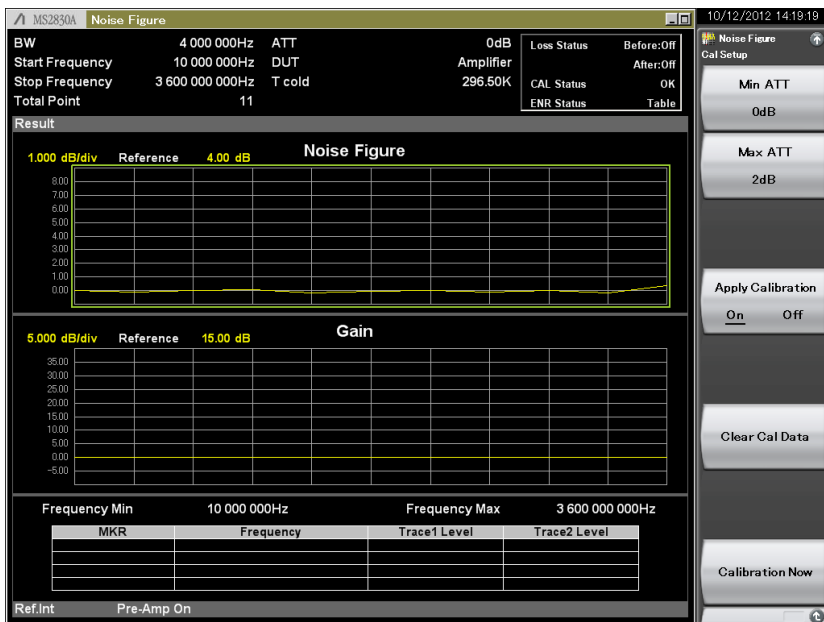 MS2830A Noise Figure
10/12/2012 14:19:19
BW 4 000 000Hz ATT 0dB
Start Frequency 10 000 000Hz DUT Amplifier
Stop Frequency 3 600 000 000Hz T cold 296.50K
Total Point 11
Loss Status Before:Off
After:Off
CAL Status OK
ENR Status Table
Result
Noise Figure
1.000 dB/div Reference 4.00 dB
8.00
7.00
6.00
5.00
4.00
3.00
2.00
1.00
0.00
Gain
5.000 dB/div Reference 15.00 dB
35.00
30.00
25.00
20.00
15.00
10.00
5.00
0.00
-5.00
Frequency Min 10 000 000Hz Frequency Max 3 600 000 000Hz
MKR Frequency Trace1 Level Trace2 Level
Ref.Int Pre-Amp On
Noise Figure
Cal Setup
Min ATT
0dB
Max ATT
2dB
Apply Calibration
On Off
Clear Cal Data
Calibration Now